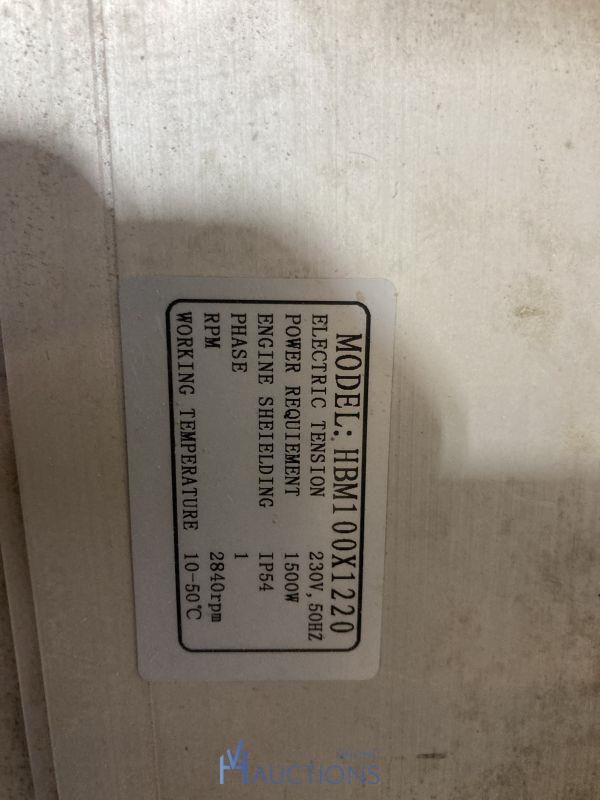 MODEL: HBM100X1220
ELECTRIC TENSION 230V, 50HZ
POWER REQUIEMENT 1500W
ENGINE SHEIELDING IP54
PHASE 1
RPM 2840rpm
WORKING TEMPERATURE 10-50℃
AUCTIONS